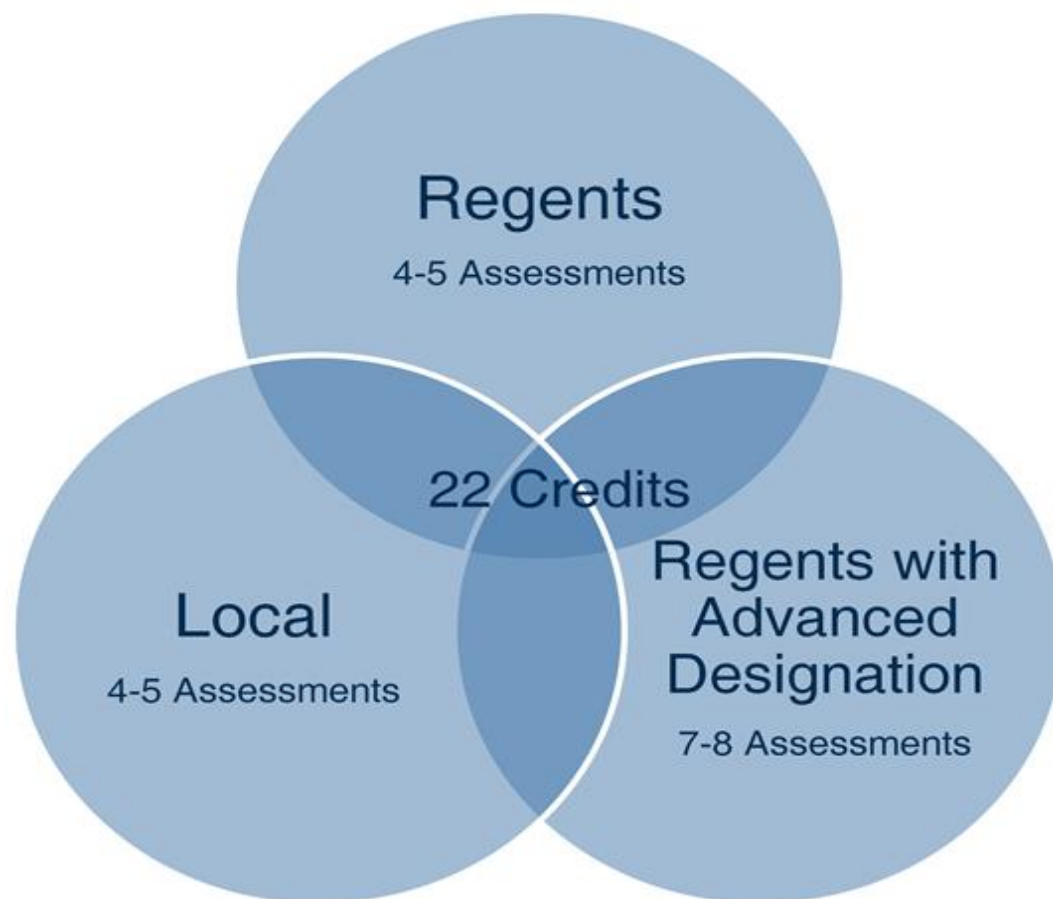 Regents
4-5 Assessments
22 Credits
Local
4-5 Assessments
Regents with
Advanced
Designation
7-8 Assessments